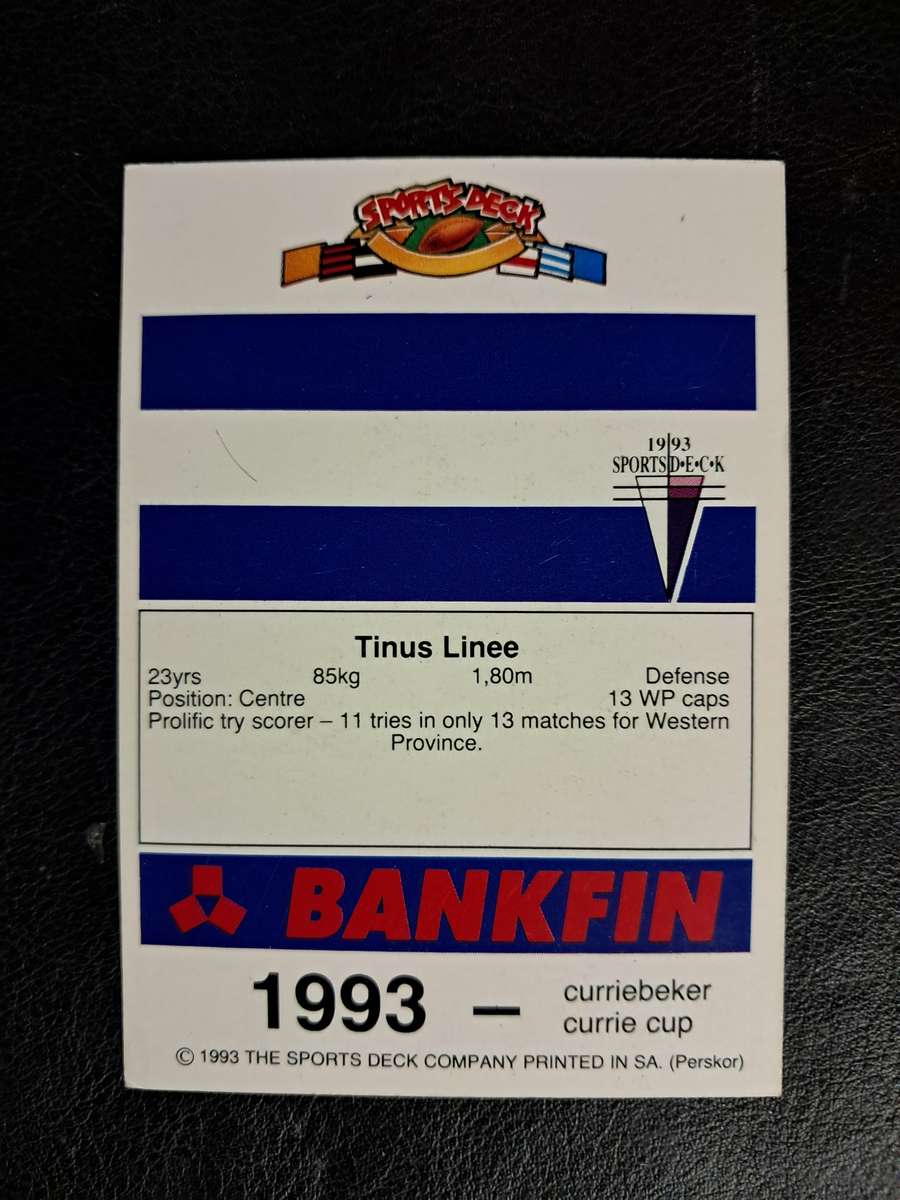 SPORTS DECK
19 93
SPORTS D•E•C•K
Tinus Linee
23yrs 85kg 1,80m Defense
Position: Centre 13 WP caps
Prolific try scorer – 11 tries in only 13 matches for Western
Province.
BANKFIN
1993 – curriebeker
currie cup
© 1993 THE SPORTS DECK COMPANY PRINTED IN SA. (Perskor)